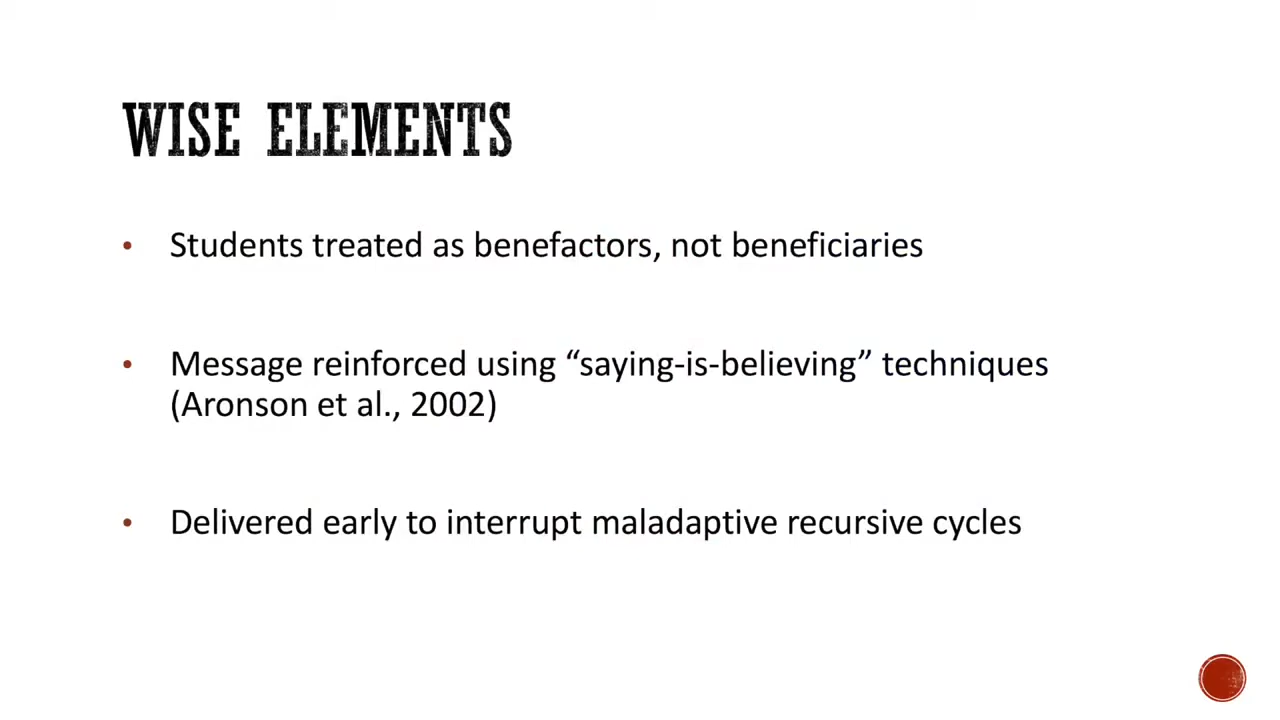 WISE ELEMENTS
• Students treated as benefactors, not beneficiaries
• Message reinforced using “saying-is-believing” techniques
(Aronson et al., 2002)
• Delivered early to interrupt maladaptive recursive cycles